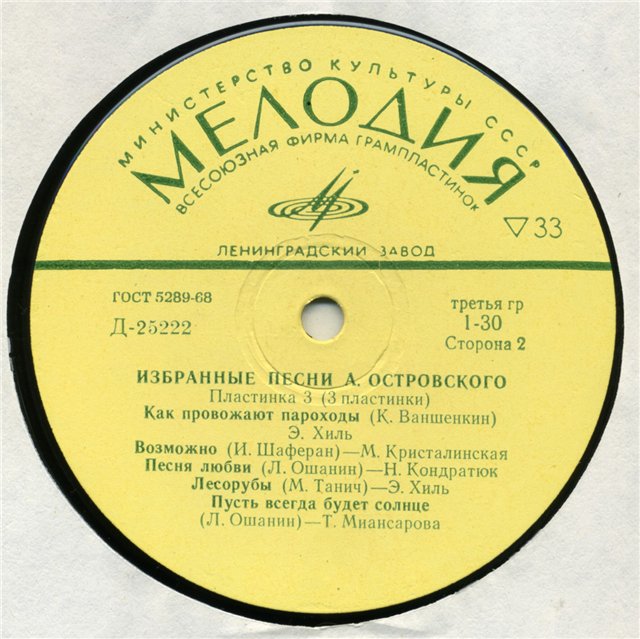 МИНИСТЕРСТВО КУЛЬТУРЫ СССР
МЕЛОДИЯ
ВСЕСОЮЗНАЯ ФИРМА ГРАМПЛАСТИНОК
▽33
ЛЕНИНГРАДСКИЙ ЗАВОД
ГОСТ 5289-68
третья гр
Д-25222
1-30
Сторона 2
ИЗБРАННЫЕ ПЕСНИ А. ОСТРОВСКОГО
Пластинка 3 (3 пластинки)
Как провожают пароходы (К. Ваншенкин)
Э. Хиль
Возможно (И. Шаферан)—М. Кристалинская
Песня любви (Л. Ошанин)—Н. Кондратюк
Лесорубы (М. Танич)—Э. Хиль
Пусть всегда будет солнце
(Л. Ошанин)—Т. Миансарова